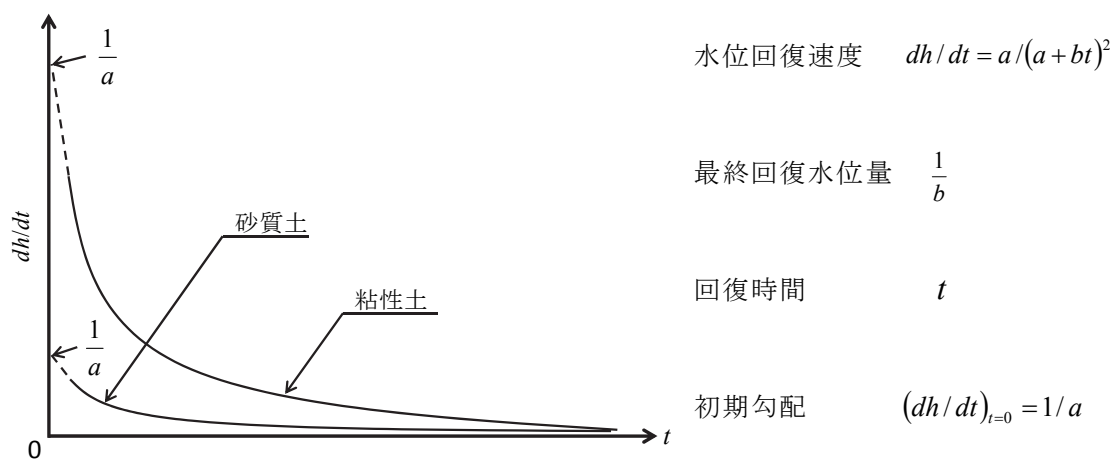 1/a
水位回復速度 dh/dt = a/(a+bt)²
最終回復水位量 1/b
dh/dt
砂質土
回復時間 t
粘性土
1/a
初期勾配 (dh/dt)ₜ₌₀ = 1/a
0
t